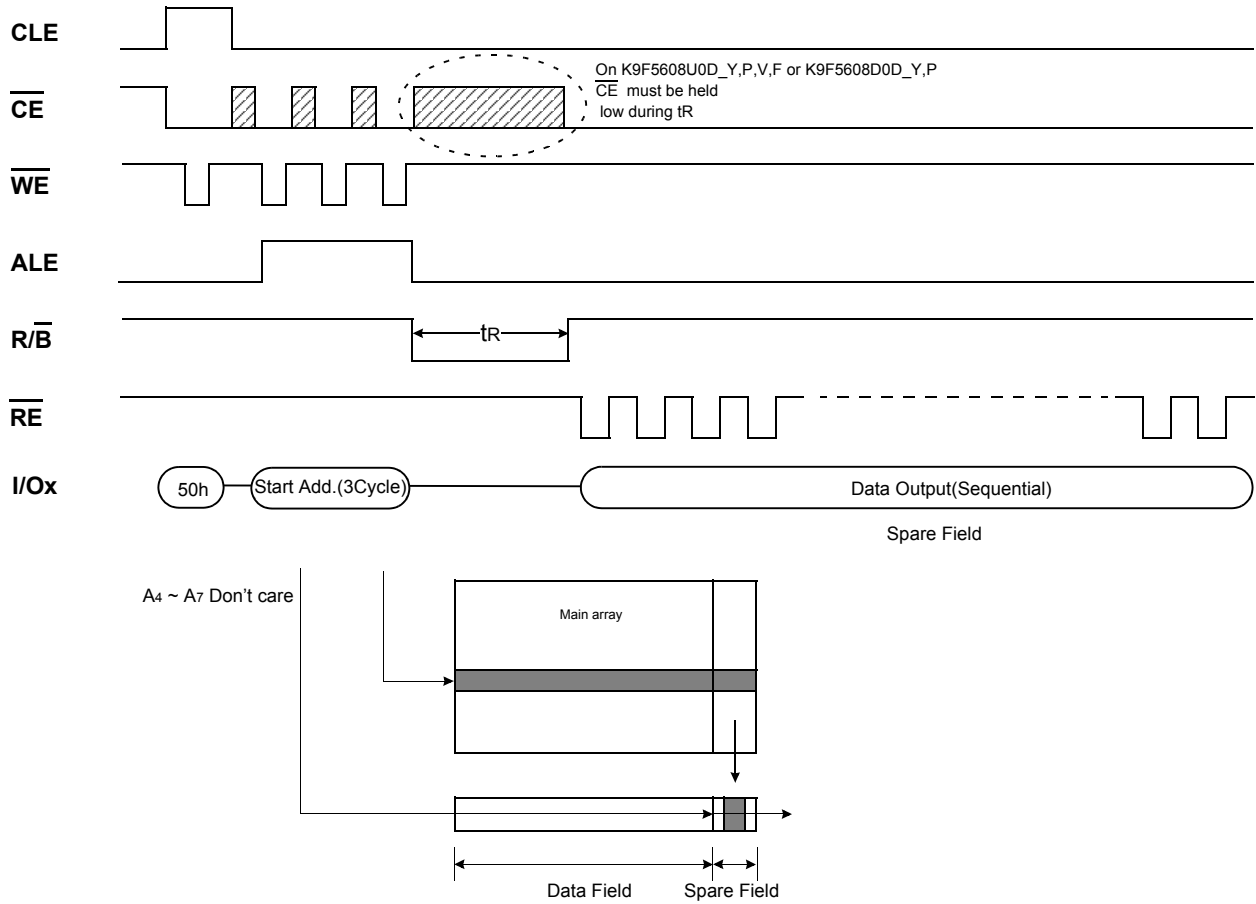 CLE
On K9F5608U0D_Y,P,V,F or K9F5608D0D_Y,P
CE must be held
low during tR
CE
WE
ALE
R/B
tR
RE
I/Ox
50h
Start Add.(3Cycle)
Data Output(Sequential)
Spare Field
A4 ~ A7 Don't care
Main array
Data Field
Spare Field